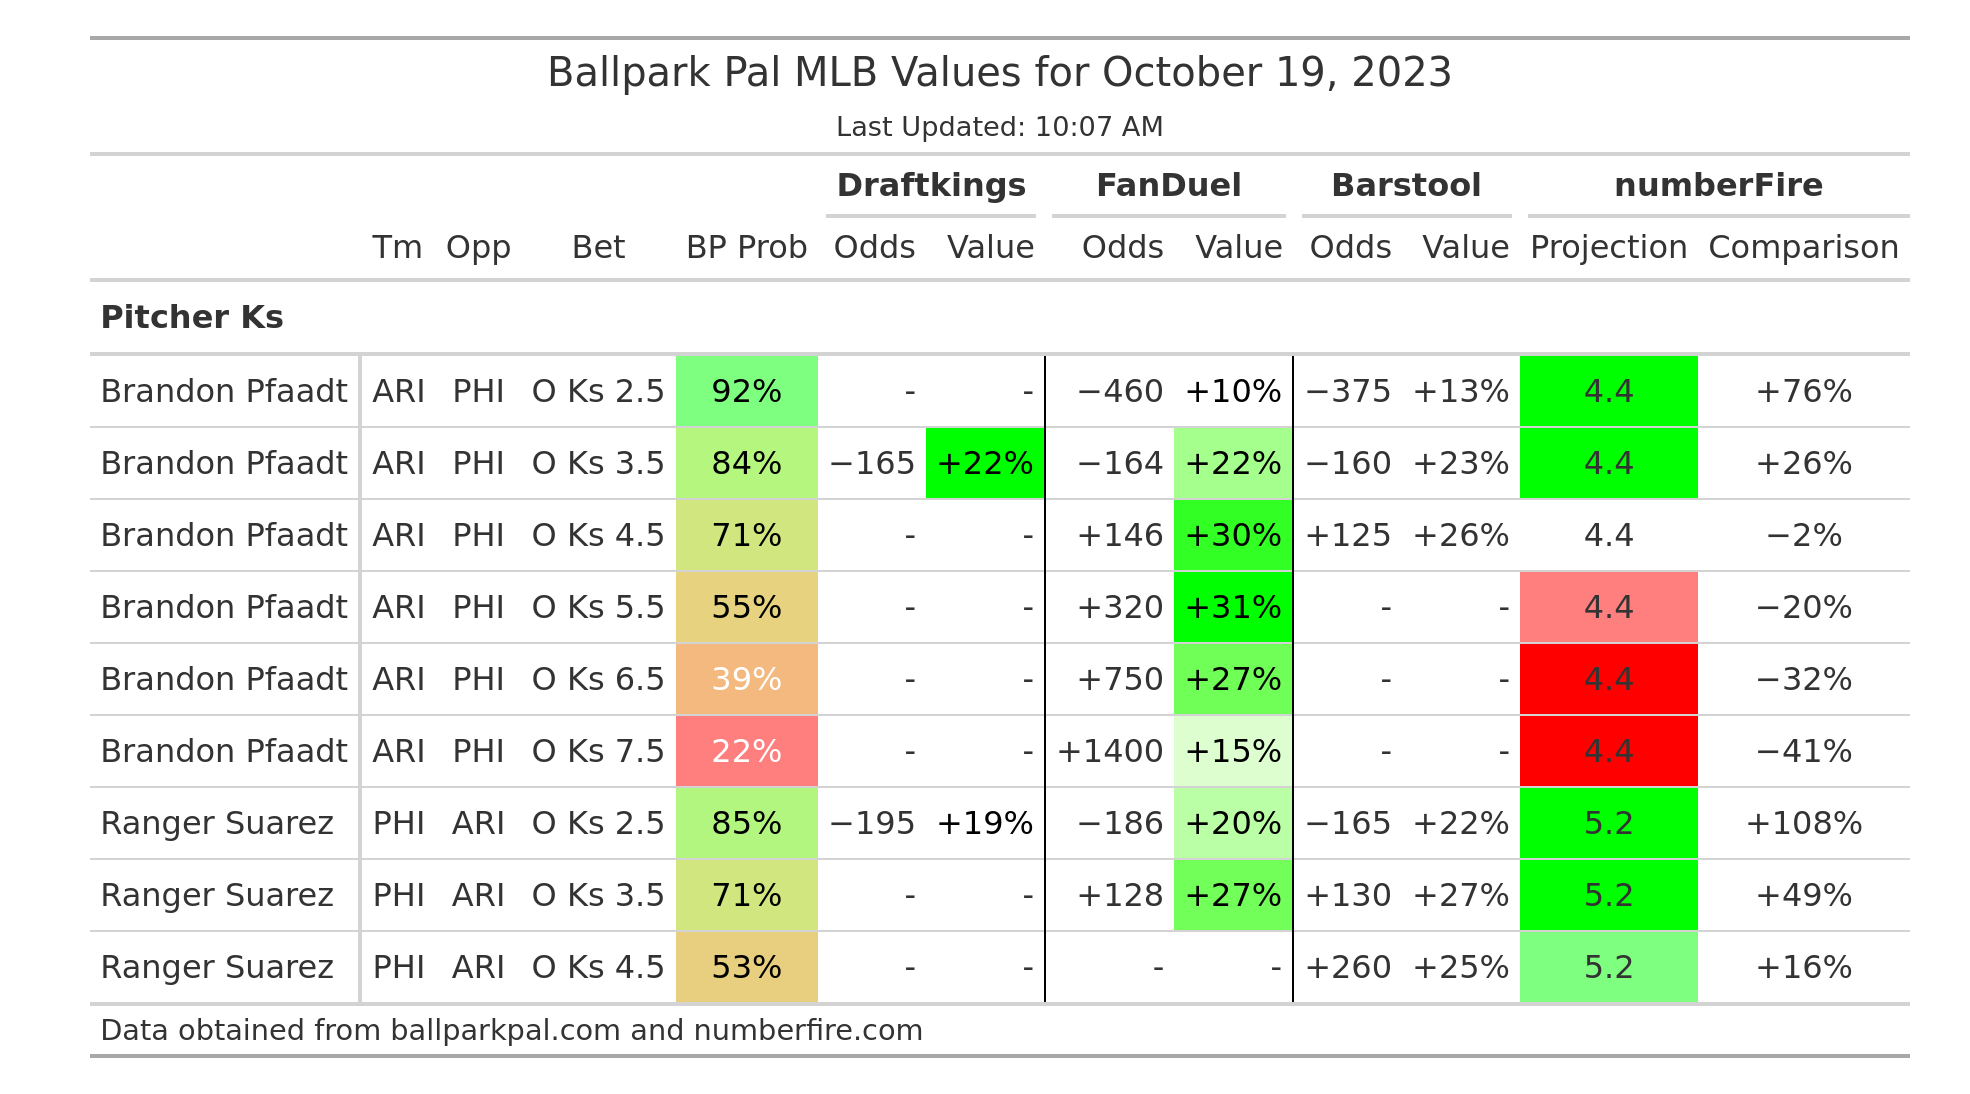 Ballpark Pal MLB Values for October 19, 2023
Last Updated: 10:07 AM
Draftkings FanDuel Barstool numberFire
Tm Opp Bet BP Prob Odds Value Odds Value Odds Value Projection Comparison
Pitcher Ks
Brandon Pfaadt ARI PHI O Ks 2.5 92% - - −460 +10% −375 +13% 4.4 +76%
Brandon Pfaadt ARI PHI O Ks 3.5 84% −165 +22% −164 +22% −160 +23% 4.4 +26%
Brandon Pfaadt ARI PHI O Ks 4.5 71% - - +146 +30% +125 +26% 4.4 −2%
Brandon Pfaadt ARI PHI O Ks 5.5 55% - - +320 +31% - - 4.4 −20%
Brandon Pfaadt ARI PHI O Ks 6.5 39% - - +750 +27% - - 4.4 −32%
Brandon Pfaadt ARI PHI O Ks 7.5 22% - - +1400 +15% - - 4.4 −41%
Ranger Suarez PHI ARI O Ks 2.5 85% −195 +19% −186 +20% −165 +22% 5.2 +108%
Ranger Suarez PHI ARI O Ks 3.5 71% - - +128 +27% +130 +27% 5.2 +49%
Ranger Suarez PHI ARI O Ks 4.5 53% - - - - +260 +25% 5.2 +16%
Data obtained from ballparkpal.com and numberfire.com